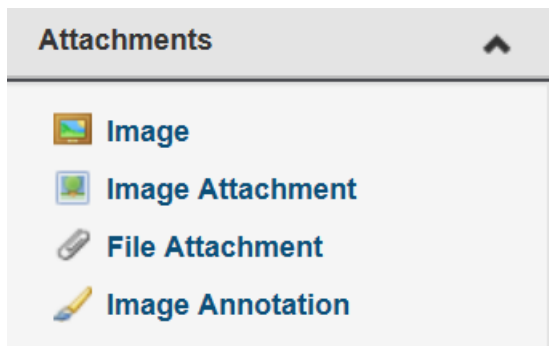 Attachments
Image
Image Attachment
File Attachment
Image Annotation